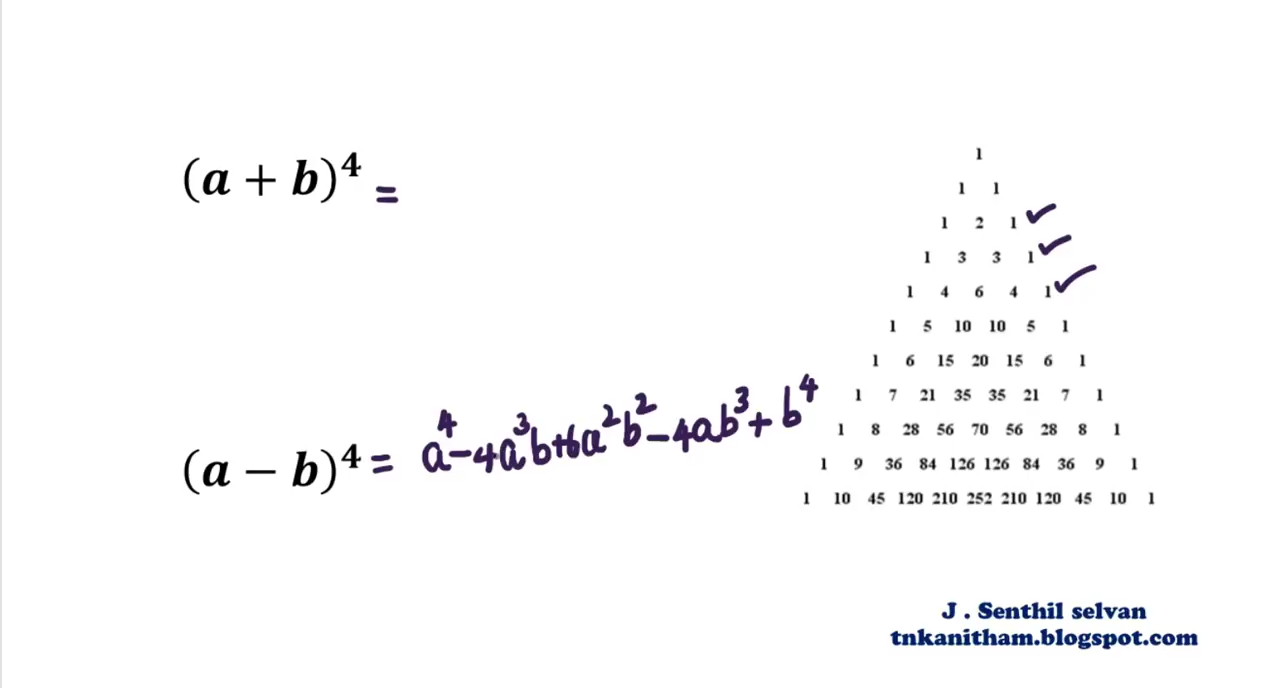 (a + b)⁴ =
1
1 1
1 2 1
1 3 3 1
1 4 6 4 1
1 5 10 10 5 1
1 6 15 20 15 6 1
1 7 21 35 35 21 7 1
1 8 28 56 70 56 28 8 1
1 9 36 84 126 126 84 36 9 1
1 10 45 120 210 252 210 120 45 10 1
(a − b)⁴ = a⁴ − 4a³b + 6a²b² − 4ab³ + b⁴
J . Senthil selvan
tnkanitham.blogspot.com